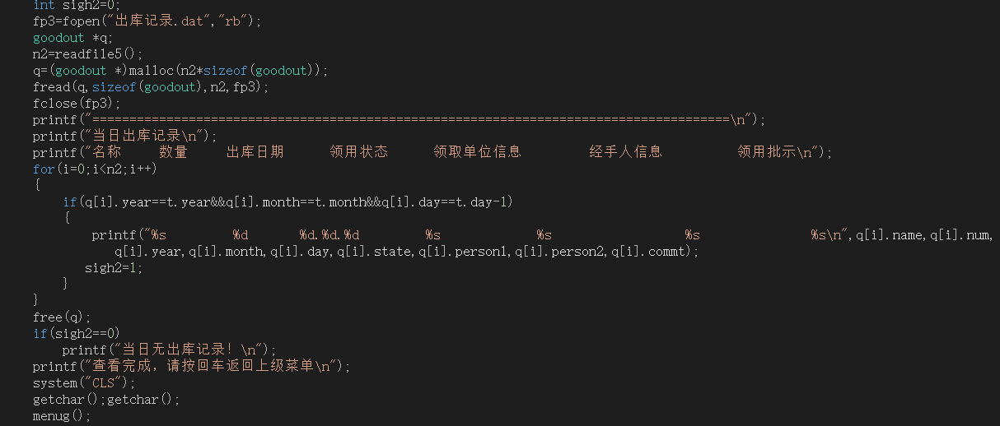 int sigh2=0;
fp3=fopen("出库记录.dat","rb");
goodout *q;
n2=readfile5();
q=(goodout *)malloc(n2*sizeof(goodout));
fread(q,sizeof(goodout),n2,fp3);
fclose(fp3);
printf("======================================================================================\n");
printf("当日出库记录\n");
printf("名称     数量     出库日期      领用状态      领取单位信息         经手人信息          领用批示\n");
for(i=0;i<n2;i++)
{
    if(q[i].year==t.year&&q[i].month==t.month&&q[i].day==t.day-1)
    {
        printf("%s         %d       %d.%d.%d         %s             %s                  %s               %s\n",q[i].name,q[i].num,
           q[i].year,q[i].month,q[i].day,q[i].state,q[i].person1,q[i].person2,q[i].commt);
       sigh2=1;
    }
}
free(q);
if(sigh2==0)
    printf("当日无出库记录！\n");
printf("查看完成，请按回车返回上级菜单\n");
system("CLS");
getchar();getchar();
menug();